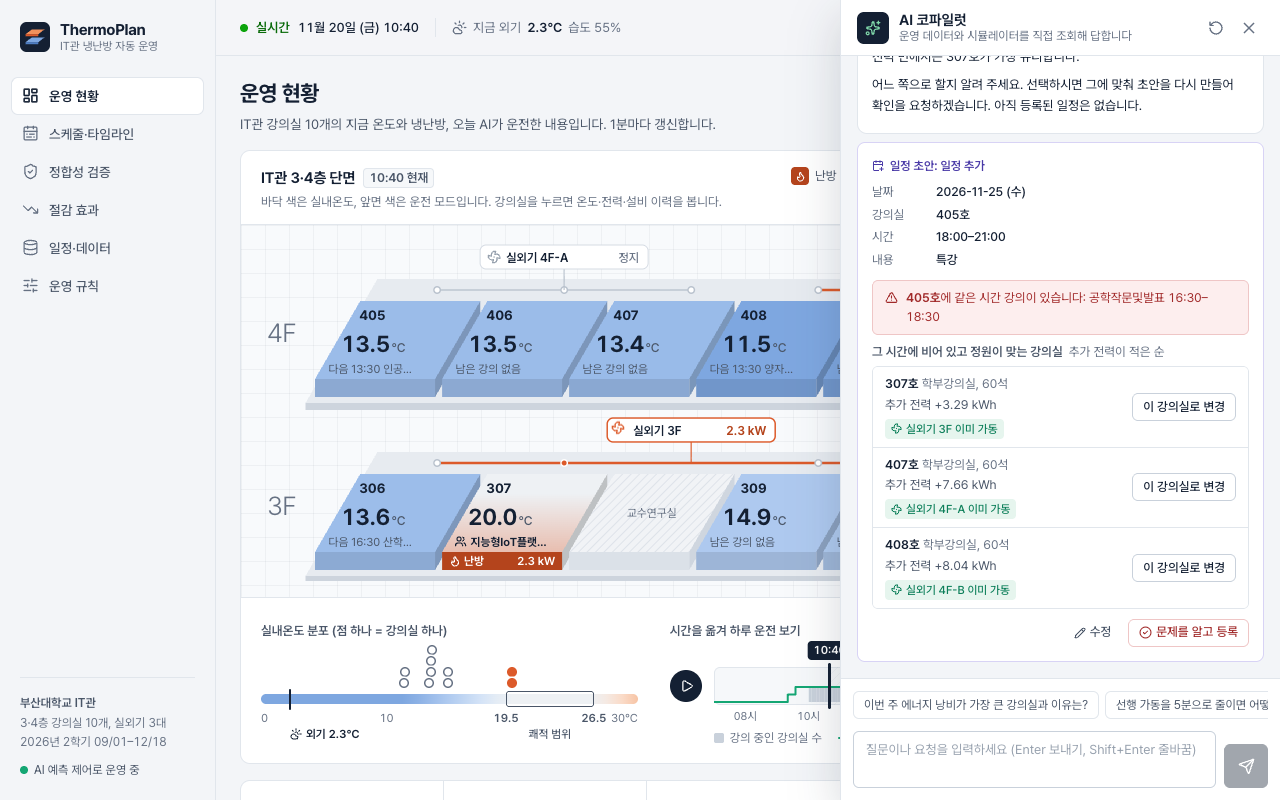 ThermoPlan
IT관 냉난방 자동 운영
운영 현황
스케줄·타임라인
정합성 검증
절감 효과
일정·데이터
운영 규칙
부산대학교 IT관
3·4층 강의실 10개, 실외기 3대
2026년 2학기 09/01–12/18
AI 예측 제어로 운영 중
실시간 11월 20일 (금) 10:40 지금 외기 2.3°C 습도 55%
운영 현황
IT관 강의실 10개의 지금 온도와 냉난방, 오늘 AI가 운전한 내용입니다. 1분마다 갱신합니다.
IT관 3·4층 단면 10:40 현재
난방
바닥 색은 실내온도, 앞면 색은 운전 모드입니다. 강의실을 누르면 온도·전력·설비 이력을 봅니다.
실외기 4F-A 정지
4F
405 406 407 408
13.5°C 13.5°C 13.4°C 11.5°C
다음 13:30 인공… 남은 강의 없음 남은 강의 없음 다음 13:30 양자…
실외기 3F 2.3 kW
3F
306 307 309
13.6°C 20.0°C 교수연구실 14.9°C
다음 16:30 산학… 지능형IoT플랫… 남은 강의 없음
난방 2.3 kW
실내온도 분포 (점 하나 = 강의실 하나)
0 10 19.5 26.5 30°C
외기 2.3°C 쾌적 범위
시간을 옮겨 하루 운전 보기
08시 10시
강의 중인 강의실 수
AI 코파일럿
운영 데이터와 시뮬레이터를 직접 조회해 답합니다
어느 쪽으로 할지 알려 주세요. 선택하시면 그에 맞춰 초안을 다시 만들어
확인을 요청하겠습니다. 아직 등록된 일정은 없습니다.
일정 초안: 일정 추가
날짜 2026-11-25 (수)
강의실 405호
시간 18:00–21:00
내용 특강
405호에 같은 시간 강의가 있습니다: 공학작문및발표 16:30–
18:30
그 시간에 비어 있고 정원이 맞는 강의실 추가 전력이 적은 순
307호 학부강의실, 60석
추가 전력 +3.29 kWh
실외기 3F 이미 가동
이 강의실로 변경
407호 학부강의실, 60석
추가 전력 +7.66 kWh
실외기 4F-A 이미 가동
이 강의실로 변경
408호 학부강의실, 60석
추가 전력 +8.04 kWh
실외기 4F-B 이미 가동
이 강의실로 변경
수정 문제를 알고 등록
이번 주 에너지 낭비가 가장 큰 강의실과 이유는?
선행 가동을 5분으로 줄이면
질문이나 요청을 입력하세요 (Enter 보내기, Shift+Enter 줄바꿈)